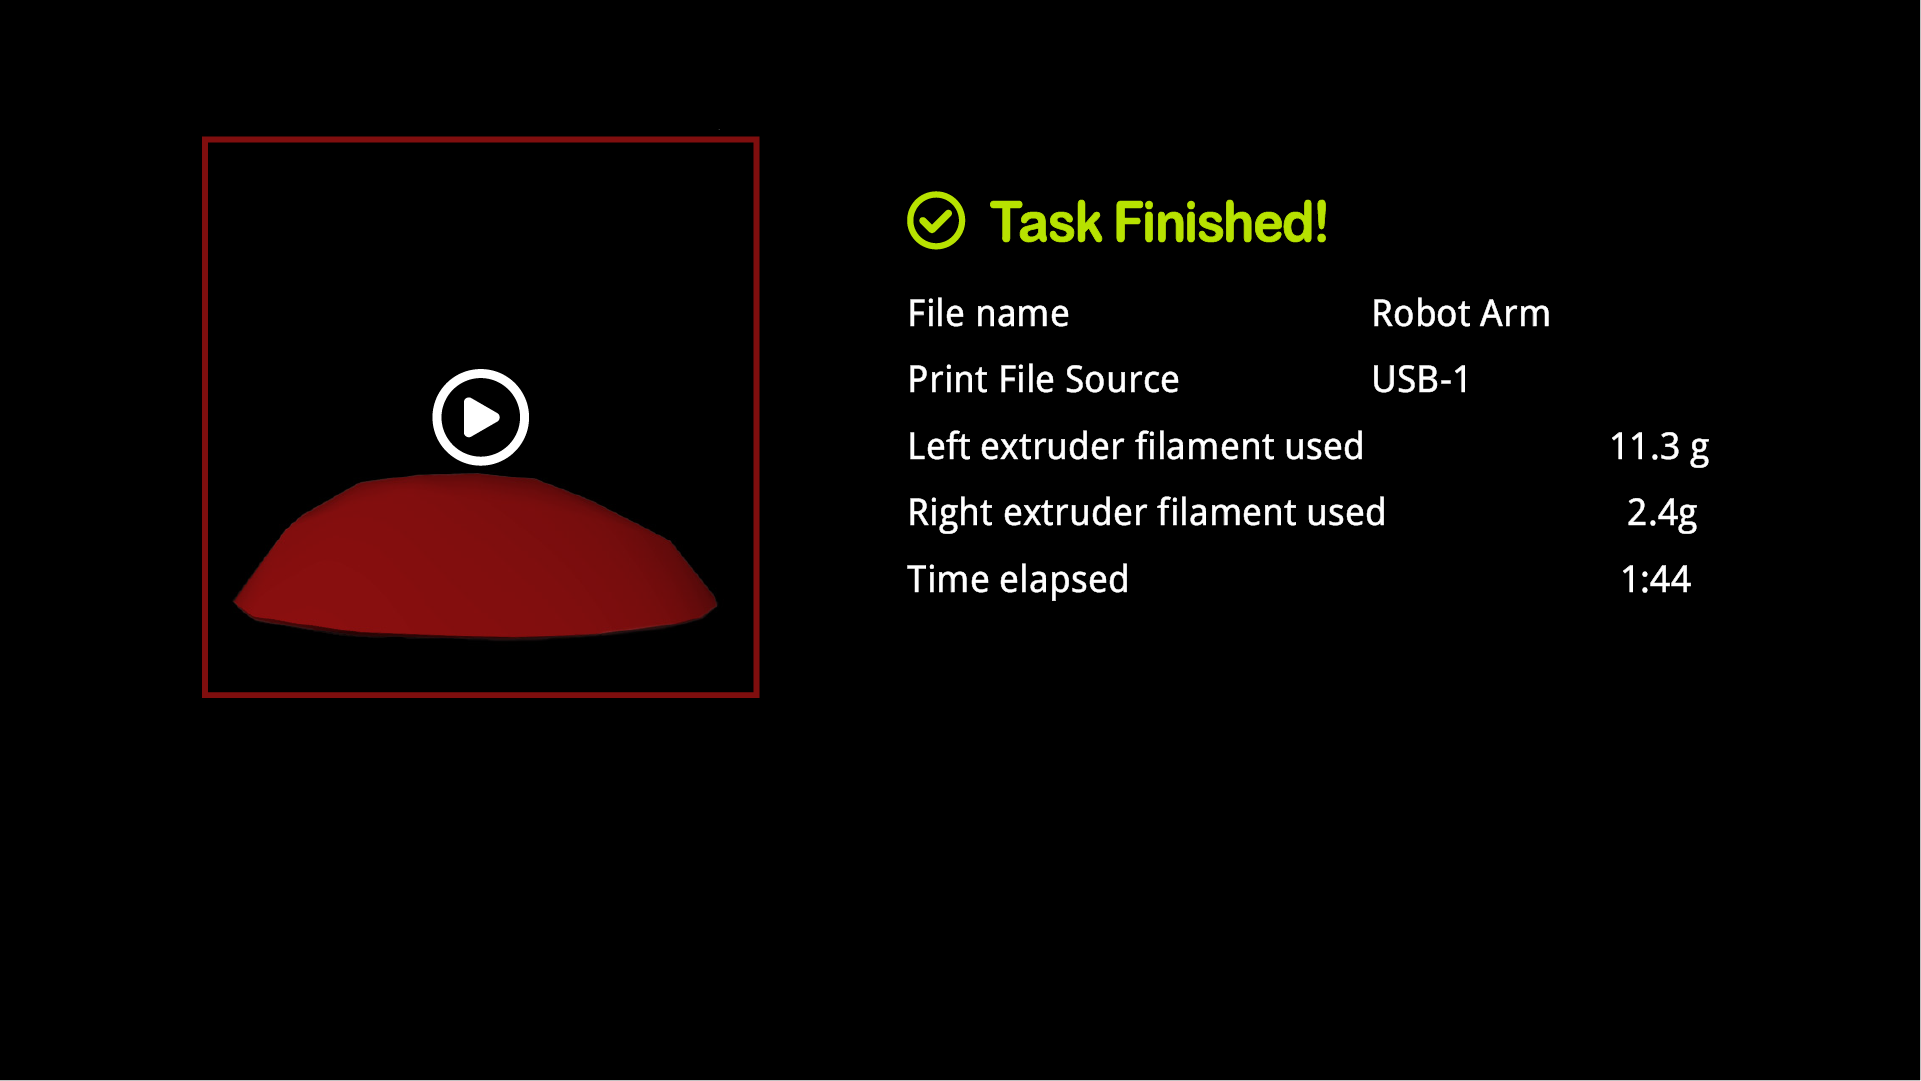 Task Finished!
File name Robot Arm
Print File Source USB-1
Left extruder filament used 11.3 g
Right extruder filament used 2.4g
Time elapsed 1:44